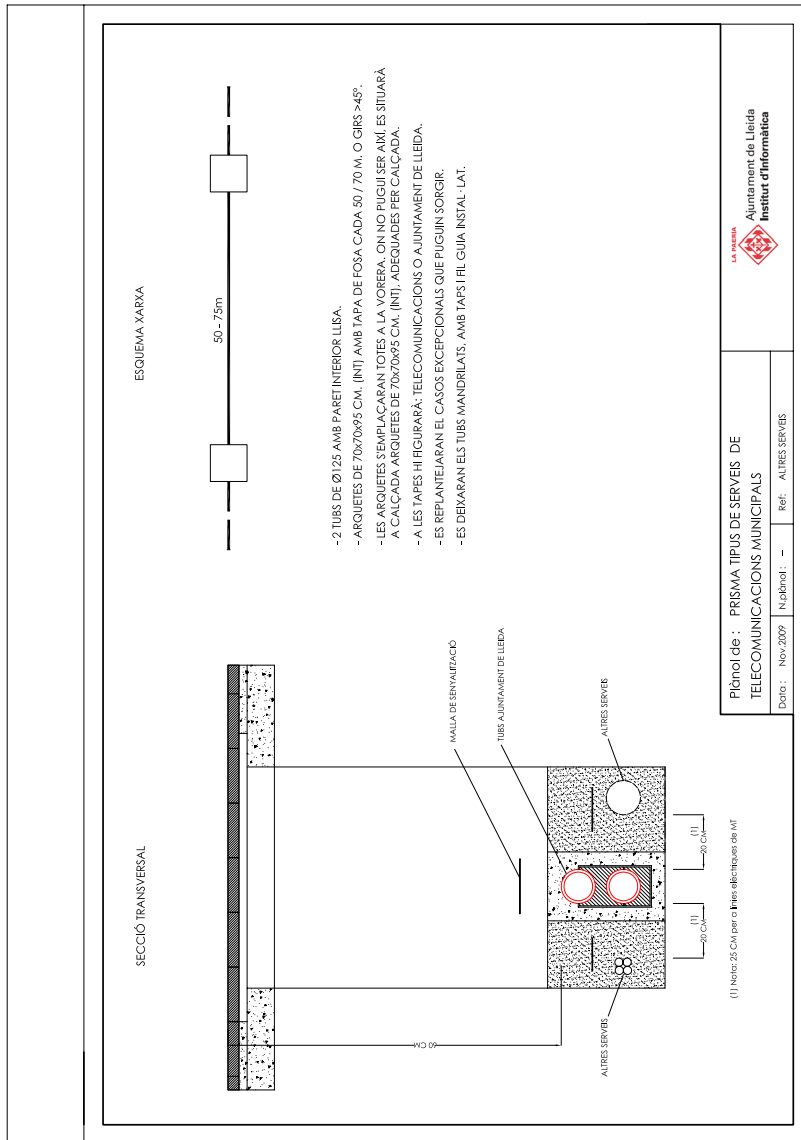 SECCIÓ TRANSVERSAL
60 CM
MALLA DE SENYALITZACIÓ
TUBS AJUNTAMENT DE LLEIDA
ALTRES SERVEIS
ALTRES SERVEIS
(1)
20 CM
(1)
20 CM
(1) Nota: 25 CM per a línies elèctriques de MT
ESQUEMA XARXA
50 - 75m
- 2 TUBS DE Ø125 AMB PARET INTERIOR LLISA.
- ARQUETES DE 70x70x95 CM. (INT) AMB TAPA DE FOSA CADA 50 / 70 M. O GIRS >45º.
- LES ARQUETES S'EMPLAÇARAN TOTES A LA VORERA, ON NO PUGUI SER AIXÍ, ES SITUARÀ
A CALÇADA ARQUETES DE 70x70x95 CM. (INT), ADEQUADES PER CALÇADA.
- A LES TAPES HI FIGURARÀ: TELECOMUNICACIONS O AJUNTAMENT DE LLEIDA.
- ES REPLANTEJARAN EL CASOS EXCEPCIONALS QUE PUGUIN SORGIR.
- ES DEIXARAN ELS TUBS MANDRILATS, AMB TAPS I FIL GUIA INSTAL·LAT.
Plànol de : PRISMA TIPUS DE SERVEIS DE
TELECOMUNICACIONS MUNICIPALS
Data : Nov.2009 N.plànol : - Ref: ALTRES SERVEIS
LA PAERIA
Ajuntament de Lleida
Institut d'Informàtica